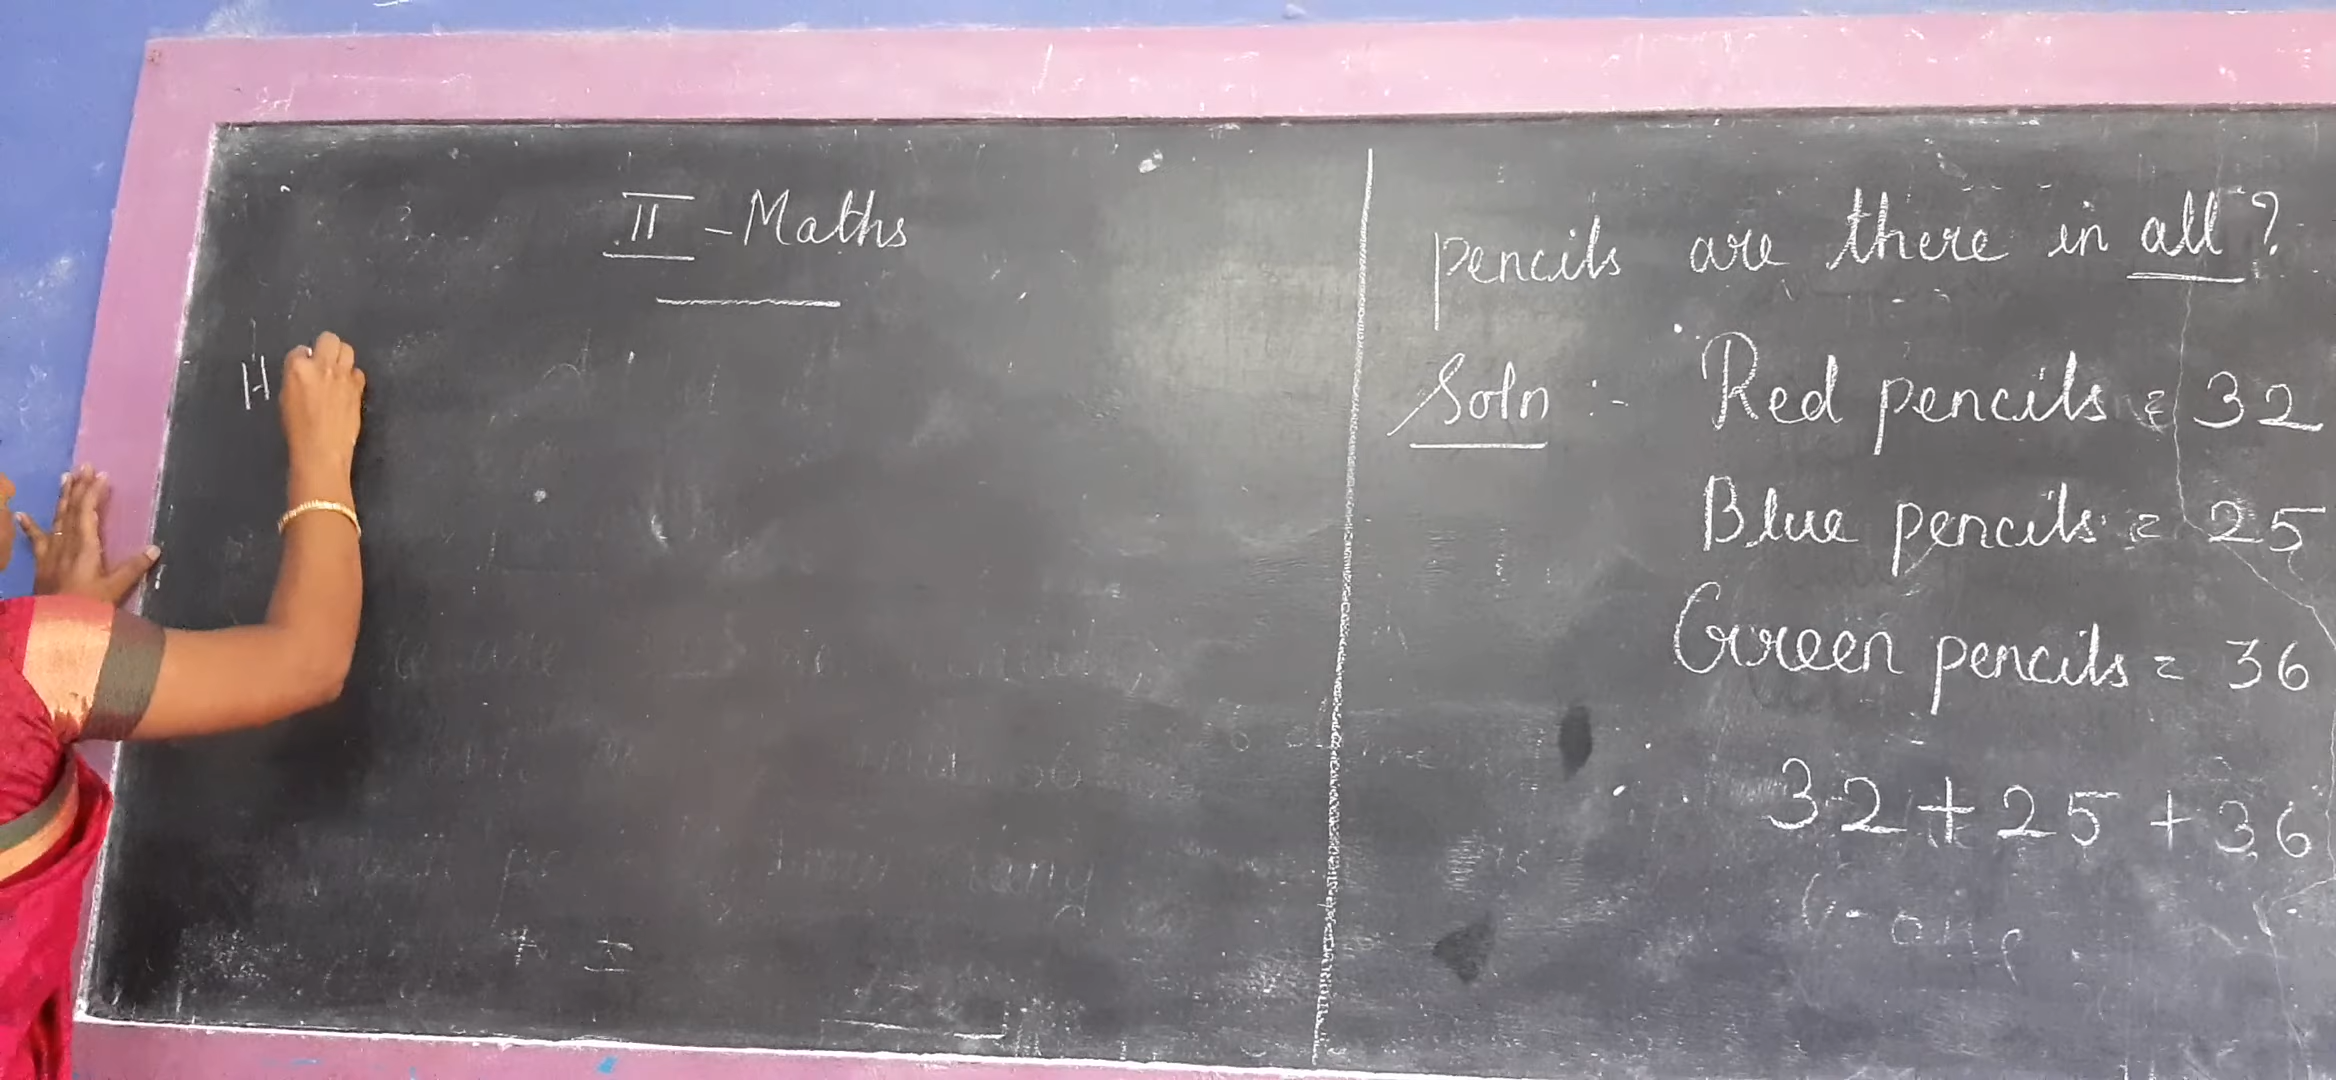 II - Maths
H
pencils are there in all?
Soln :- Red pencils = 32
Blue pencils = 25
Green pencils = 36
32 + 25 + 36